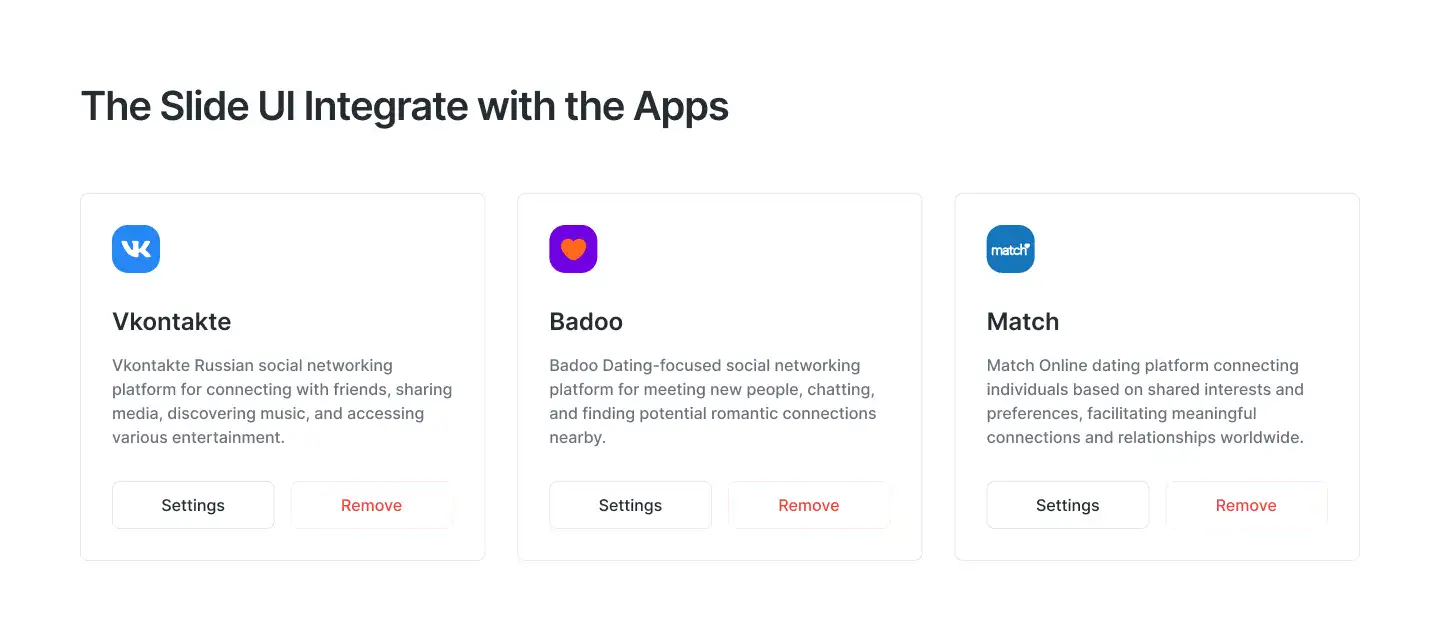 The Slide UI Integrate with the Apps
VK
match
Vkontakte
Vkontakte Russian social networking
platform for connecting with friends, sharing
media, discovering music, and accessing
various entertainment.
Settings
Remove
Badoo
Badoo Dating-focused social networking
platform for meeting new people, chatting,
and finding potential romantic connections
nearby.
Settings
Remove
Match
Match Online dating platform connecting
individuals based on shared interests and
preferences, facilitating meaningful
connections and relationships worldwide.
Settings
Remove